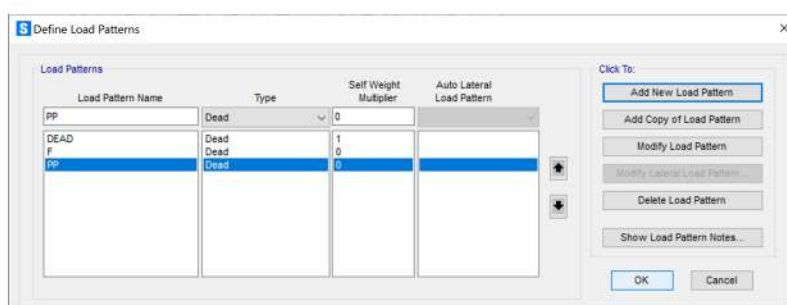 S Define Load Patterns
Load Patterns
Click To:
Load Pattern Name Type Self Weight Multiplier Auto Lateral Load Pattern
PP Dead 0
DEAD Dead 1
F Dead 0
PP Dead 0
Add New Load Pattern
Add Copy of Load Pattern
Modify Load Pattern
Modify Lateral Load Pattern...
Delete Load Pattern
Show Load Pattern Notes...
OK Cancel